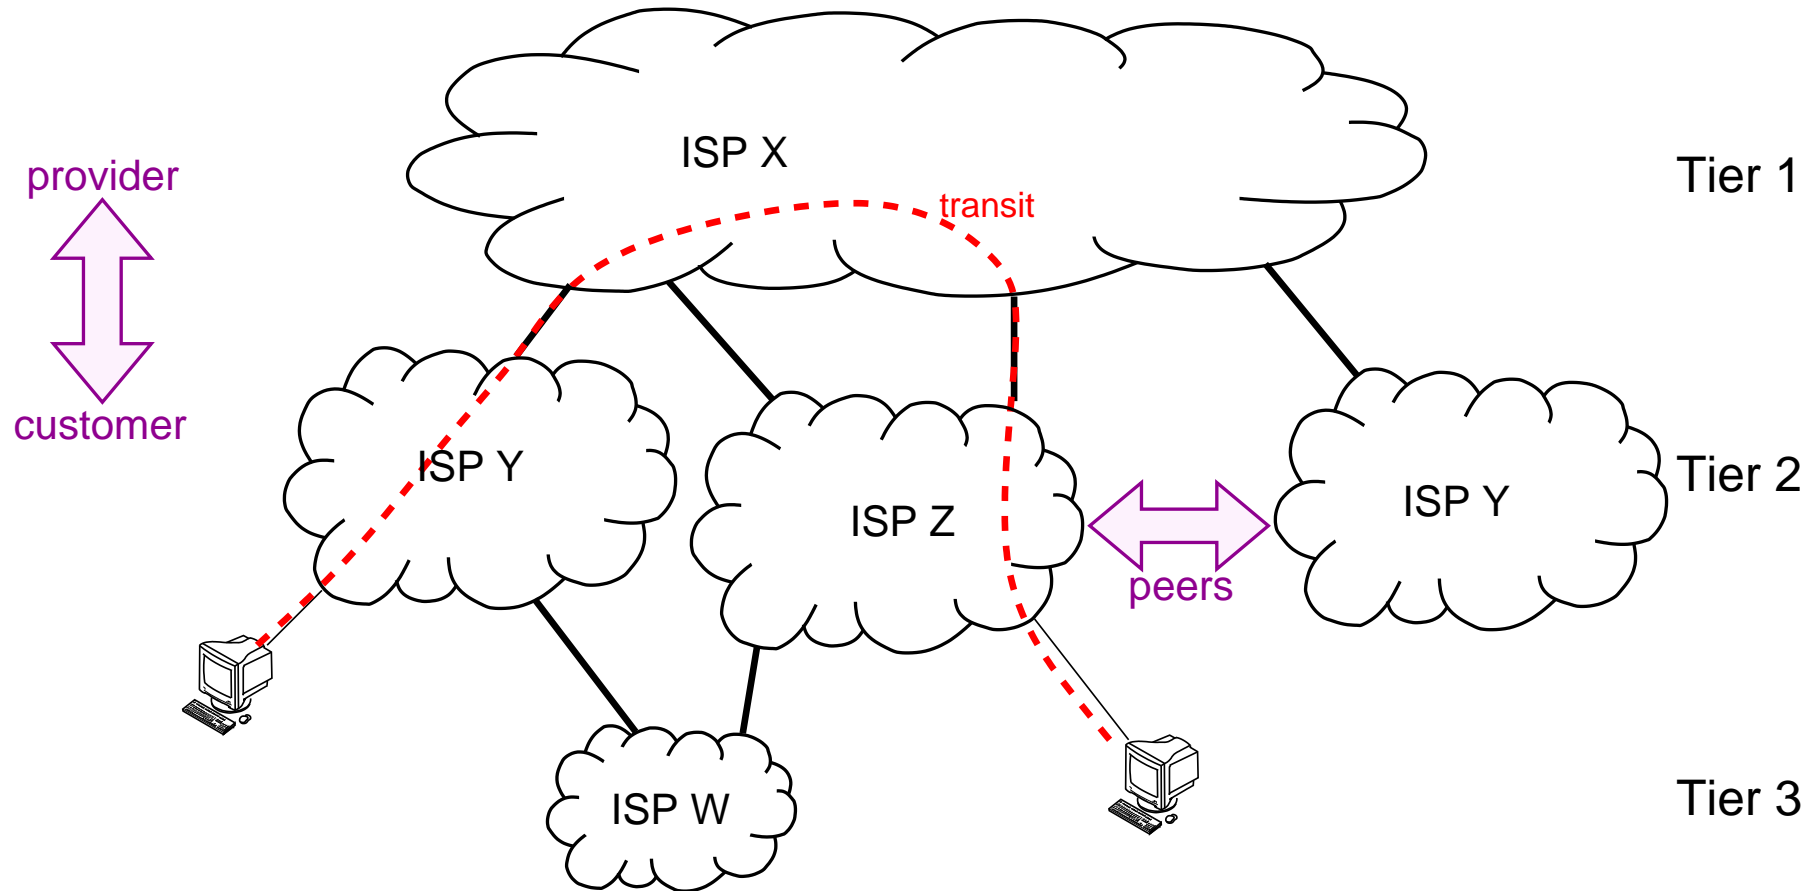 ISP X
provider
Tier 1
transit
customer
ISP Y
Tier 2
ISP Y
ISP Z
peers
Tier 3
ISP W